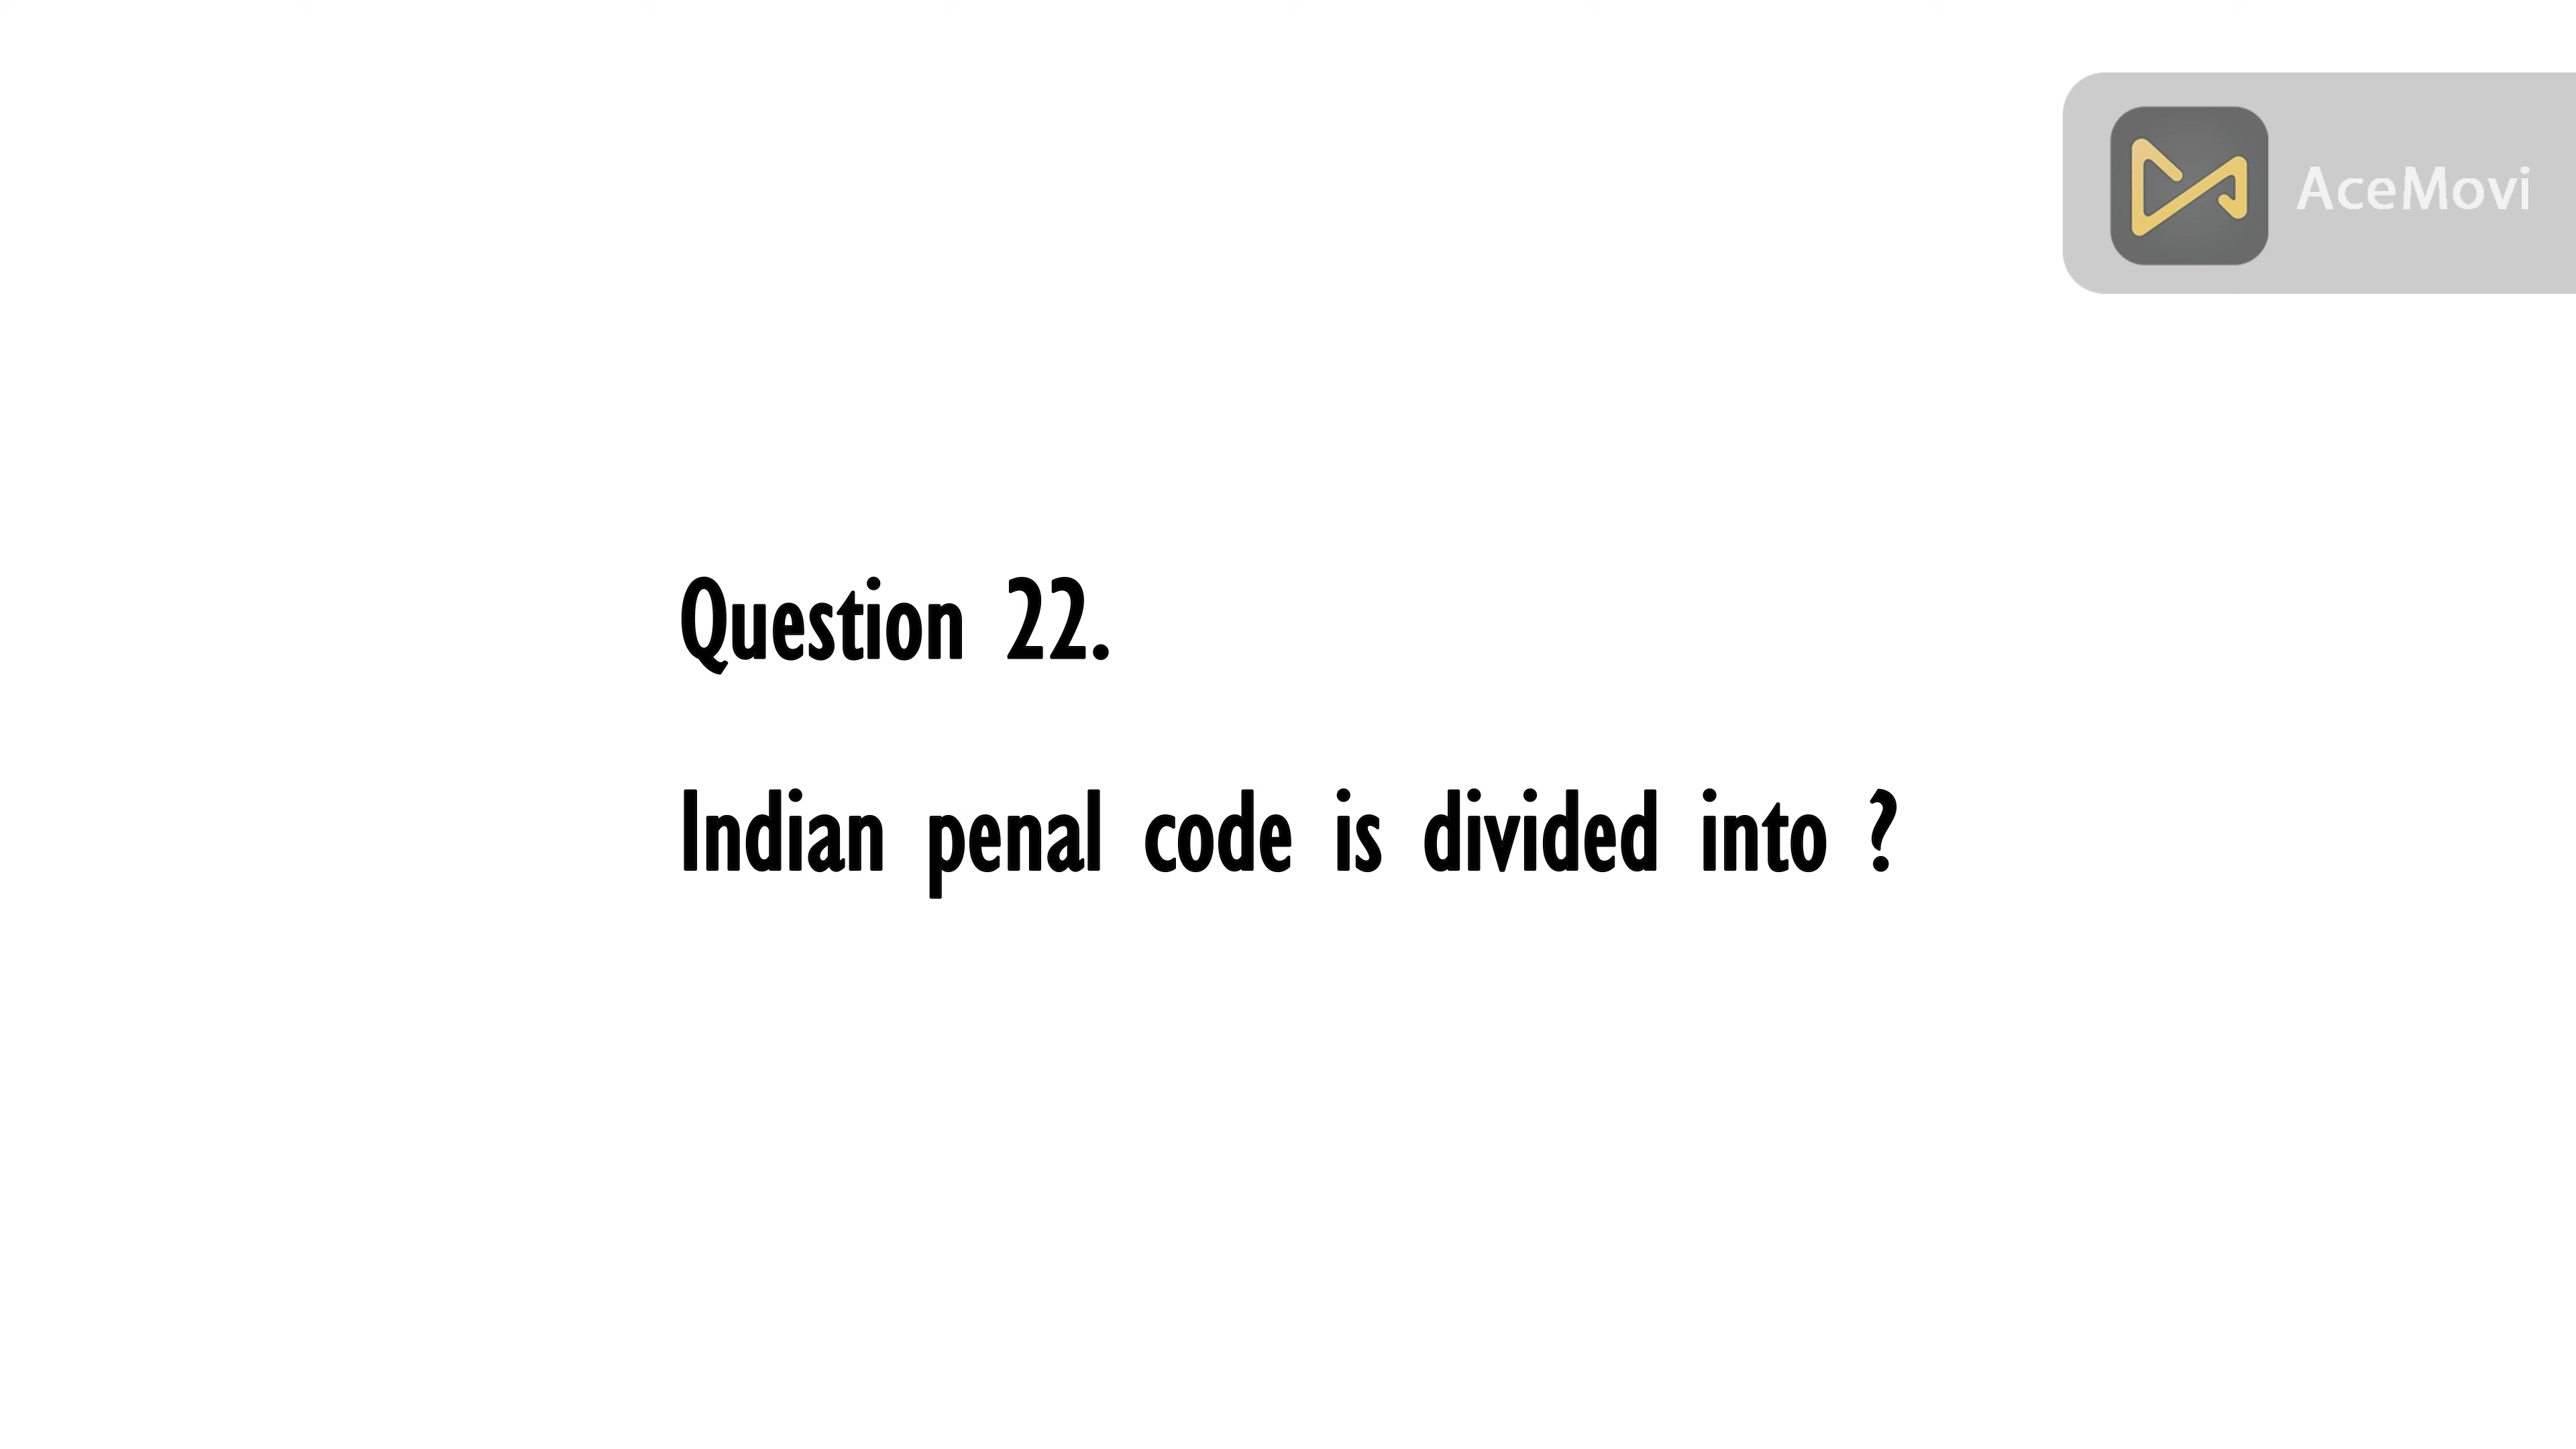 AceMovi
Question 22.
Indian penal code is divided into ?